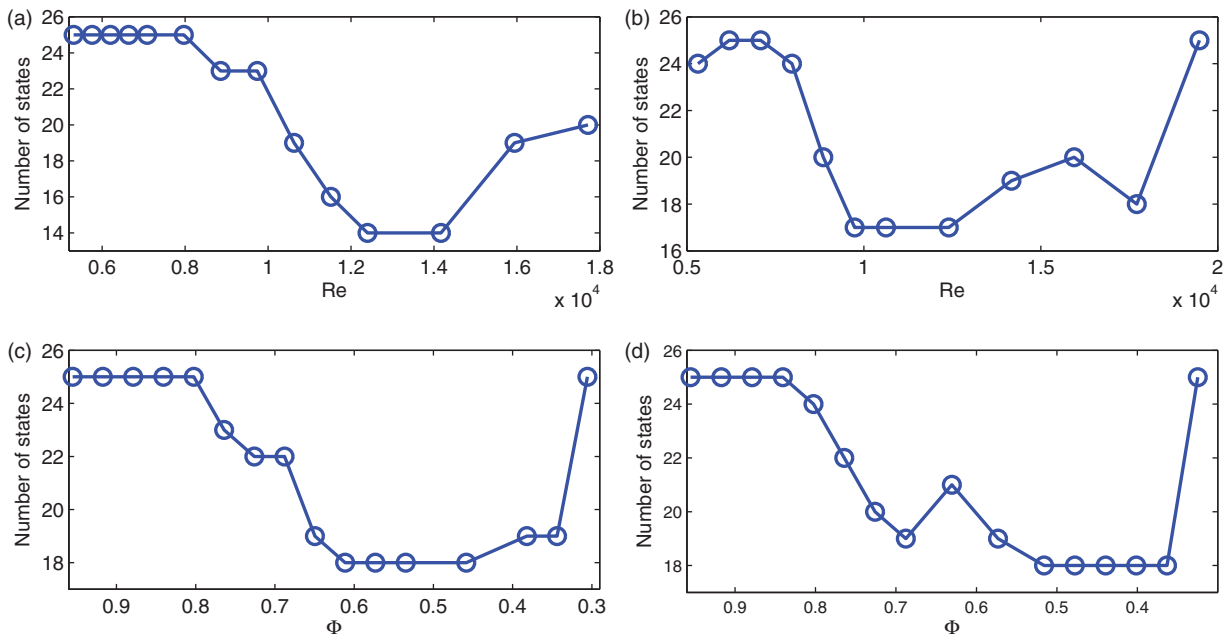 (a)
26
24
22
20
18
16
14
Number of states
0.6 0.8 1 1.2 1.4 1.6 1.8
Re
x 10^4
(b)
26
24
22
20
18
16
Number of states
0.5 1 1.5 2
Re
x 10^4
(c)
26
24
22
20
18
Number of states
0.9 0.8 0.7 0.6 0.5 0.4 0.3
Φ
(d)
26
24
22
20
18
Number of states
0.9 0.8 0.7 0.6 0.5 0.4
Φ